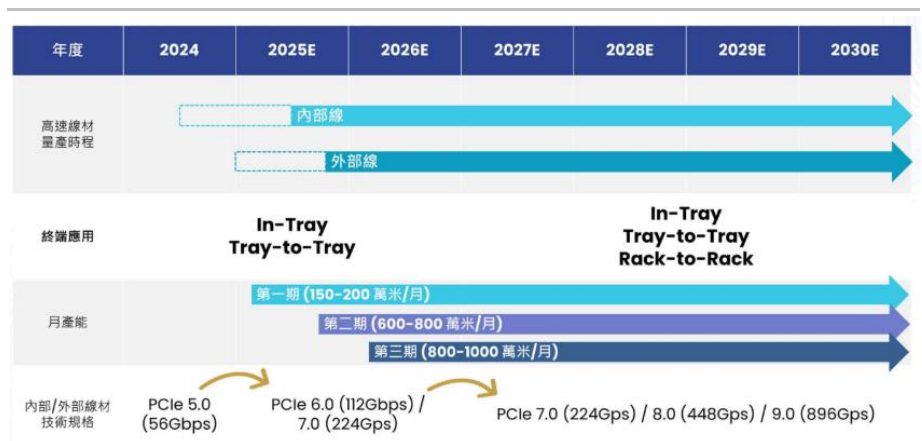 年度 2024 2025E 2026E 2027E 2028E 2029E 2030E
高速線材
量產時程
內部線
外部線
終端應用
In-Tray
Tray-to-Tray
In-Tray
Tray-to-Tray
Rack-to-Rack
月產能
第一期 (150-200 萬米/月)
第二期 (600-800 萬米/月)
第三期 (800-1000 萬米/月)
內部/外部線材
技術規格
PCIe 5.0
(56Gbps)
PCIe 6.0 (112Gbps) /
7.0 (224Gps)
PCIe 7.0 (224Gps) / 8.0 (448Gps) / 9.0 (896Gps)